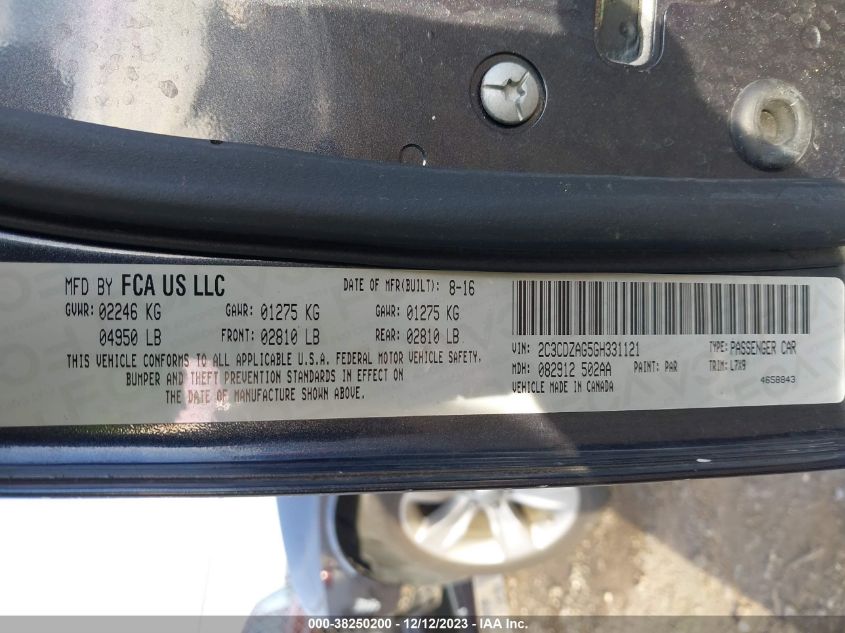 MFD BY FCA US LLC DATE OF MFR(BUILT): 8-16
GVWR: 02246 KG GAWR: 01275 KG GAWR: 01275 KG
04950 LB FRONT: 02810 LB REAR: 02810 LB
THIS VEHICLE CONFORMS TO ALL APPLICABLE U.S.A. FEDERAL MOTOR VEHICLE SAFETY,
BUMPER AND THEFT PREVENTION STANDARDS IN EFFECT ON
THE DATE OF MANUFACTURE SHOWN ABOVE.
VIN: 2C3CDZAG5GH331121 TYPE: PASSENGER CAR
MDH: 082912 502AA PAINT: PAR TRIM: L7X9
VEHICLE MADE IN CANADA 4658843
000-38250200 - 12/12/2023 - IAA Inc.